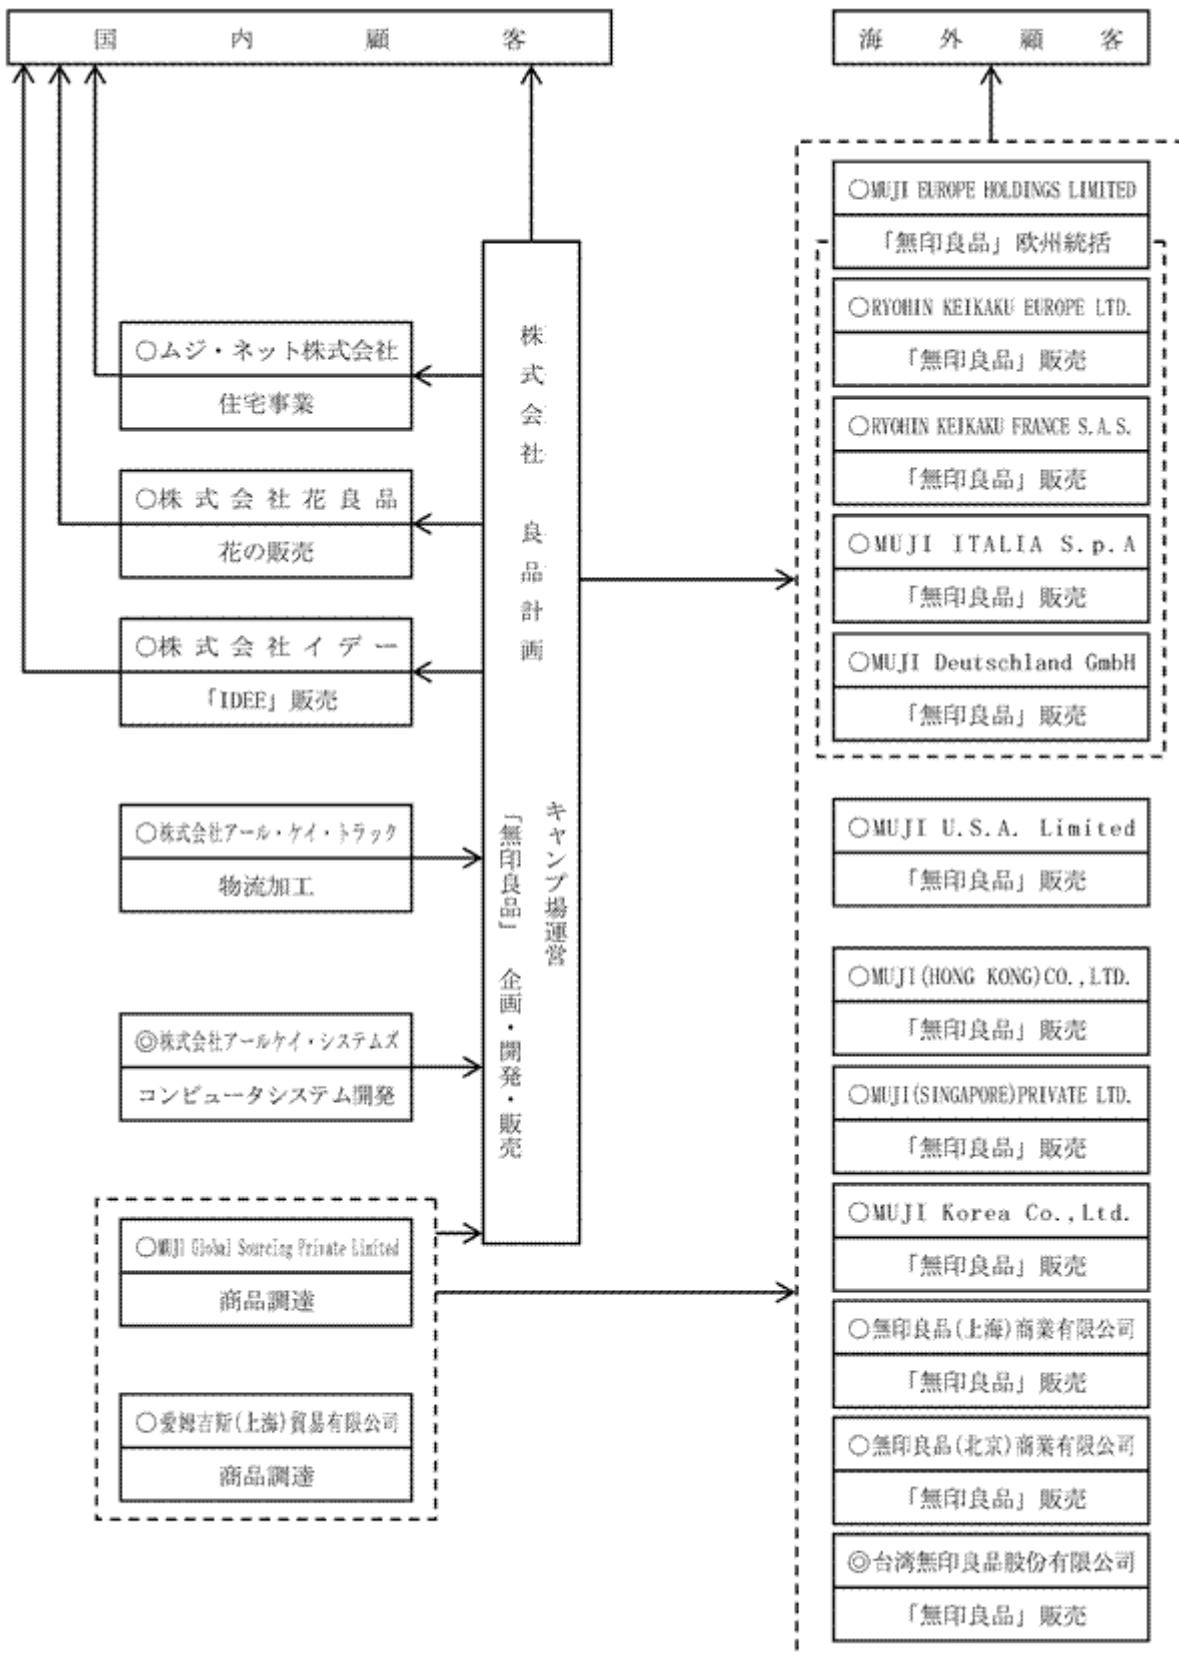 国内顧客
海外顧客
○ムジ・ネット株式会社
住宅事業
○株式会社花良品
花の販売
○株式会社イデー
「IDEE」販売
○株式会社アール・ケイ・トラック
物流加工
◎株式会社アールケイ・システムズ
コンピュータシステム開発
○MUJI Global Sourcing Private Limited
商品調達
○愛姆吉斯(上海)貿易有限公司
商品調達
株式会社 良品計画
キャンプ場運営
「無印良品」 企画・開発・販売
○MUJI EUROPE HOLDINGS LIMITED
「無印良品」欧州統括
○RYOHIN KEIKAKU EUROPE LTD.
「無印良品」販売
○RYOHIN KEIKAKU FRANCE S.A.S.
「無印良品」販売
○MUJI ITALIA S.p.A
「無印良品」販売
○MUJI Deutschland GmbH
「無印良品」販売
○MUJI U.S.A. Limited
「無印良品」販売
○MUJI(HONG KONG)CO.,LTD.
「無印良品」販売
○MUJI(SINGAPORE)PRIVATE LTD.
「無印良品」販売
○MUJI Korea Co.,Ltd.
「無印良品」販売
○無印良品(上海)商業有限公司
「無印良品」販売
○無印良品(北京)商業有限公司
「無印良品」販売
◎台湾無印良品股份有限公司
「無印良品」販売